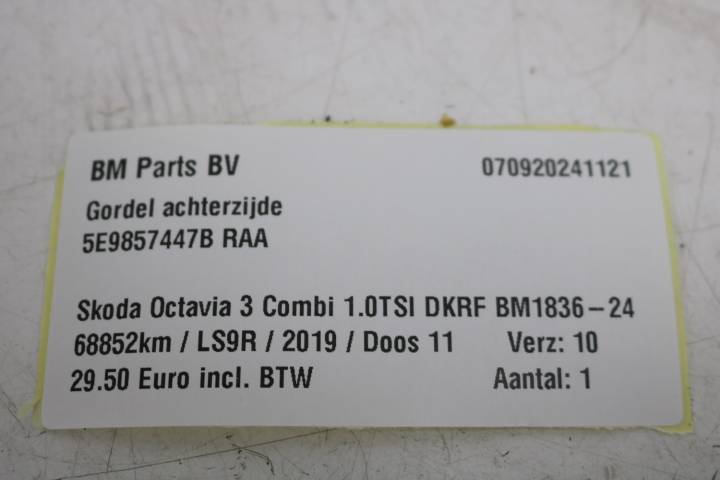 BM Parts BV 070920241121
Gordel achterzijde
5E9857447B RAA
Skoda Octavia 3 Combi 1.0TSI DKRF BM1836-24
68852km / LS9R / 2019 / Doos 11 Verz: 10
29.50 Euro incl. BTW Aantal: 1